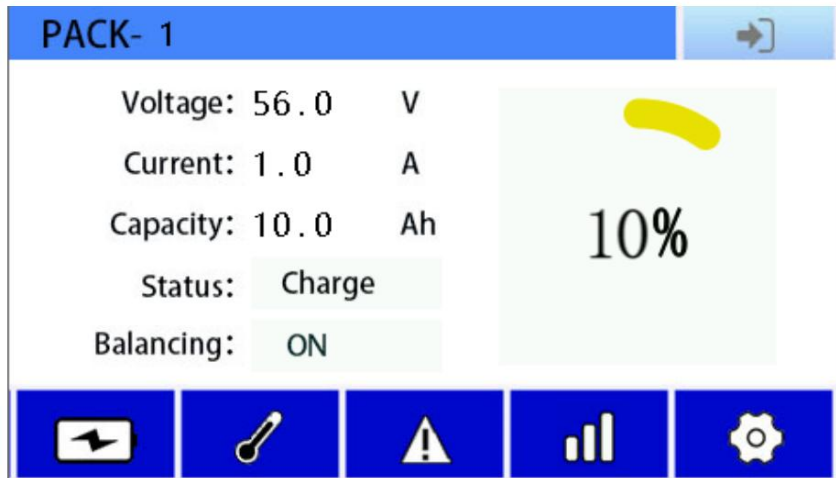 PACK- 1
Voltage: 56.0 V
Current: 1.0 A
Capacity: 10.0 Ah
Status: Charge
Balancing: ON
10%